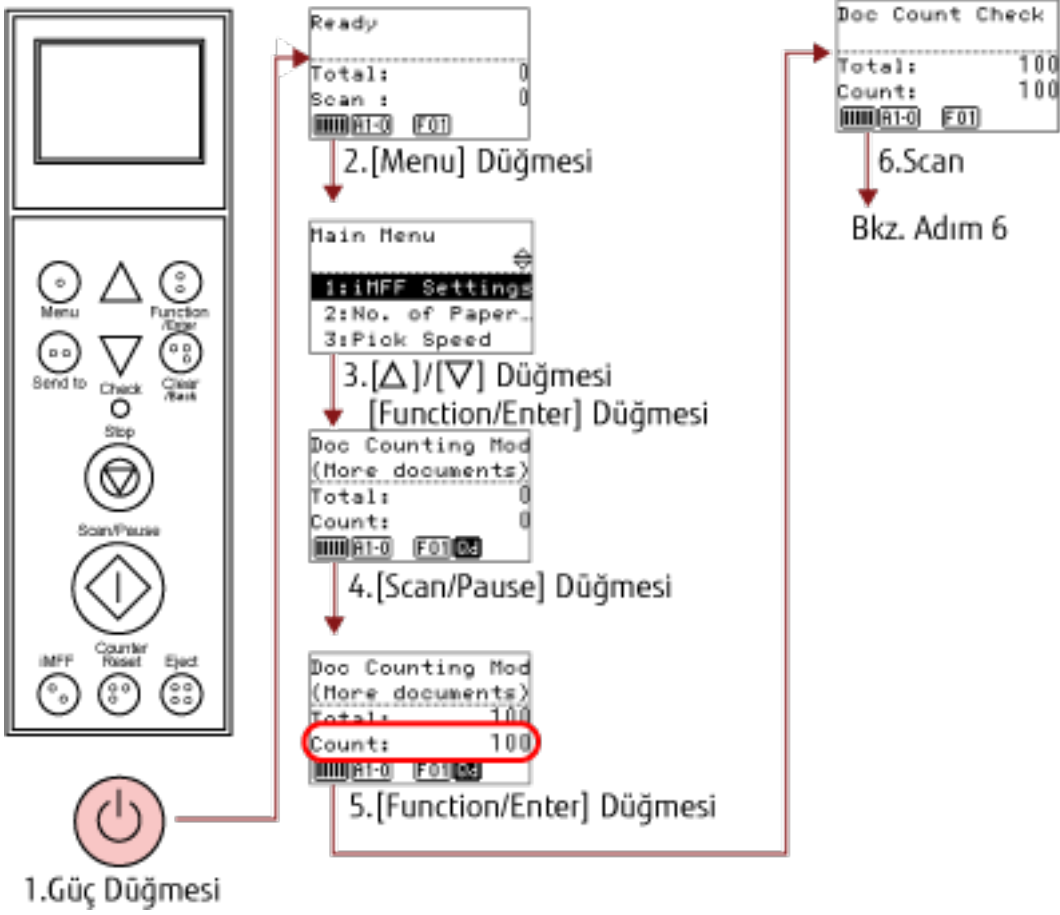 Menu
Function
/Enter
Send to
Check
Clear
/Back
Stop
Scan/Pause
iMFF
Counter
Reset
Eject
1.Güç Düğmesi
Ready
Total: 0
Scan : 0
A1-0 F01
2.[Menu] Düğmesi
Main Menu
1:iMFF Settings
2:No. of Paper…
3:Pick Speed
3.[△]/[▽] Düğmesi
[Function/Enter] Düğmesi
Doc Counting Mod
(More documents)
Total: 0
Count: 0
A1-0 F01 Cd
4.[Scan/Pause] Düğmesi
Doc Counting Mod
(More documents)
Total: 100
Count: 100
A1-0 F01 Cd
5.[Function/Enter] Düğmesi
Doc Count Check
Total: 100
Count: 100
A1-0 F01
6.Scan
Bkz. Adım 6